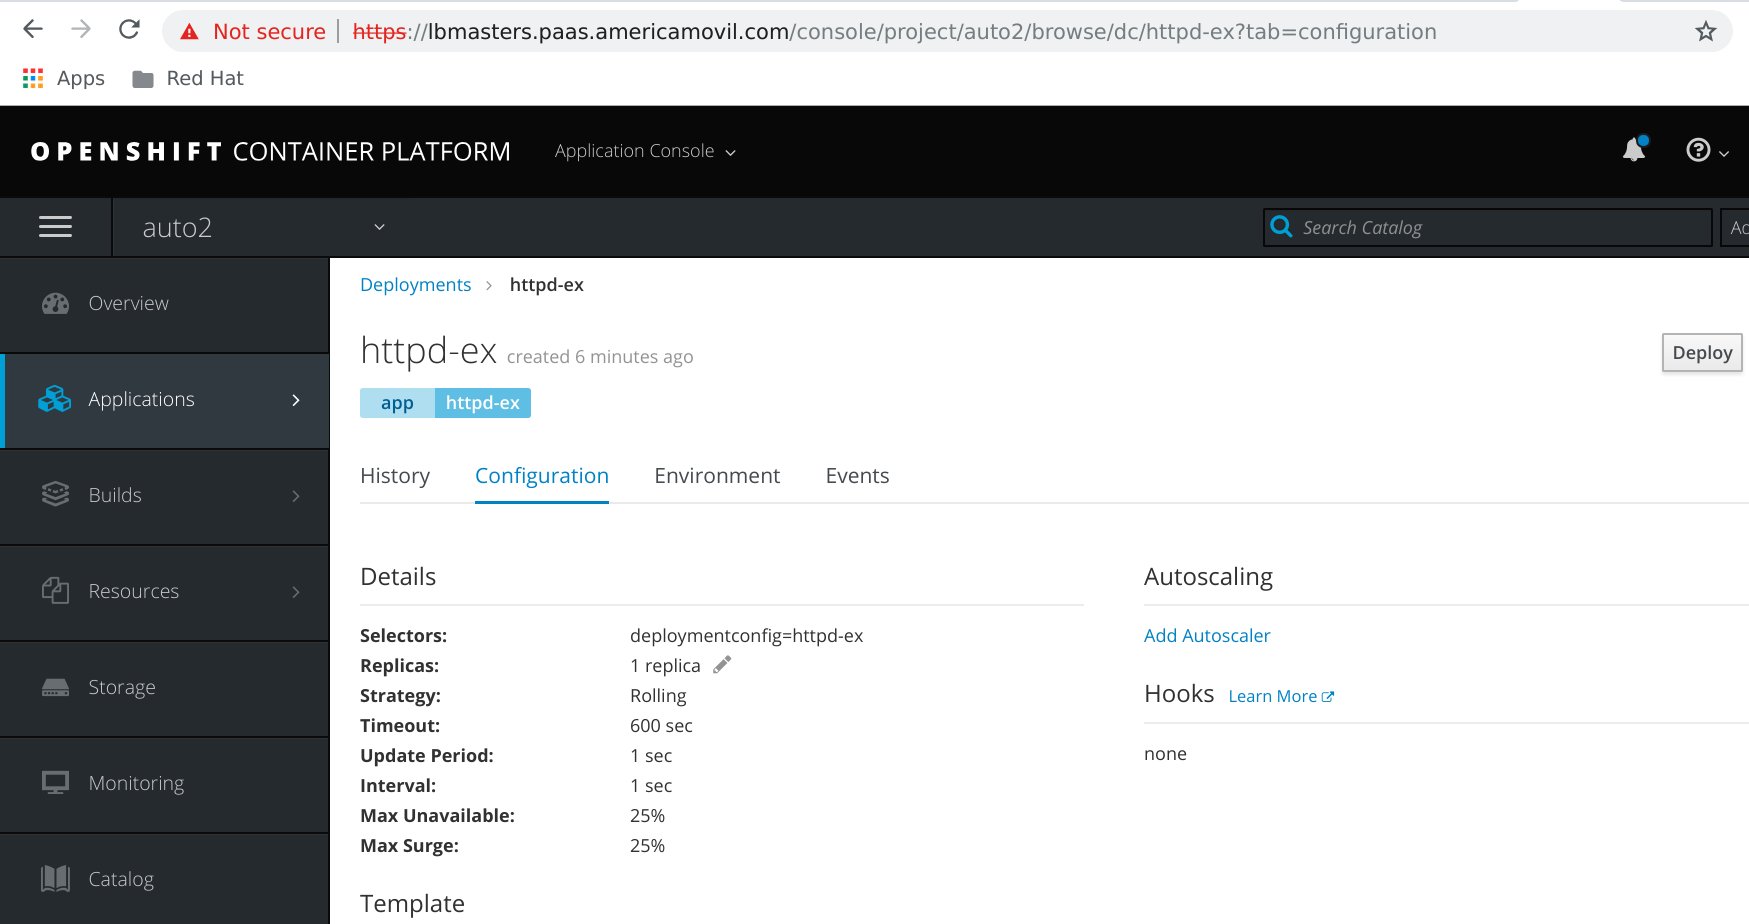 Not secure | https://lbmasters.paas.americamovil.com/console/project/auto2/browse/dc/httpd-ex?tab=configuration
Apps Red Hat
OPENSHIFT CONTAINER PLATFORM Application Console
auto2 Search Catalog Ad
Deployments > httpd-ex
Overview
httpd-ex created 6 minutes ago Deploy
app httpd-ex
Applications
History Configuration Environment Events
Builds
Details Autoscaling
Resources
Selectors: deploymentconfig=httpd-ex Add Autoscaler
Replicas: 1 replica
Storage
Strategy: Rolling Hooks Learn More
Timeout: 600 sec
Update Period: 1 sec none
Monitoring
Interval: 1 sec
Max Unavailable: 25%
Max Surge: 25%
Catalog
Template